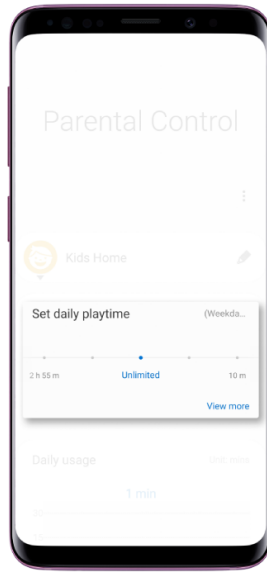 Parental Control
Kids Home
Set daily playtime (Weekda...
2 h 55 m Unlimited 10 m
View more
Daily usage
1 min